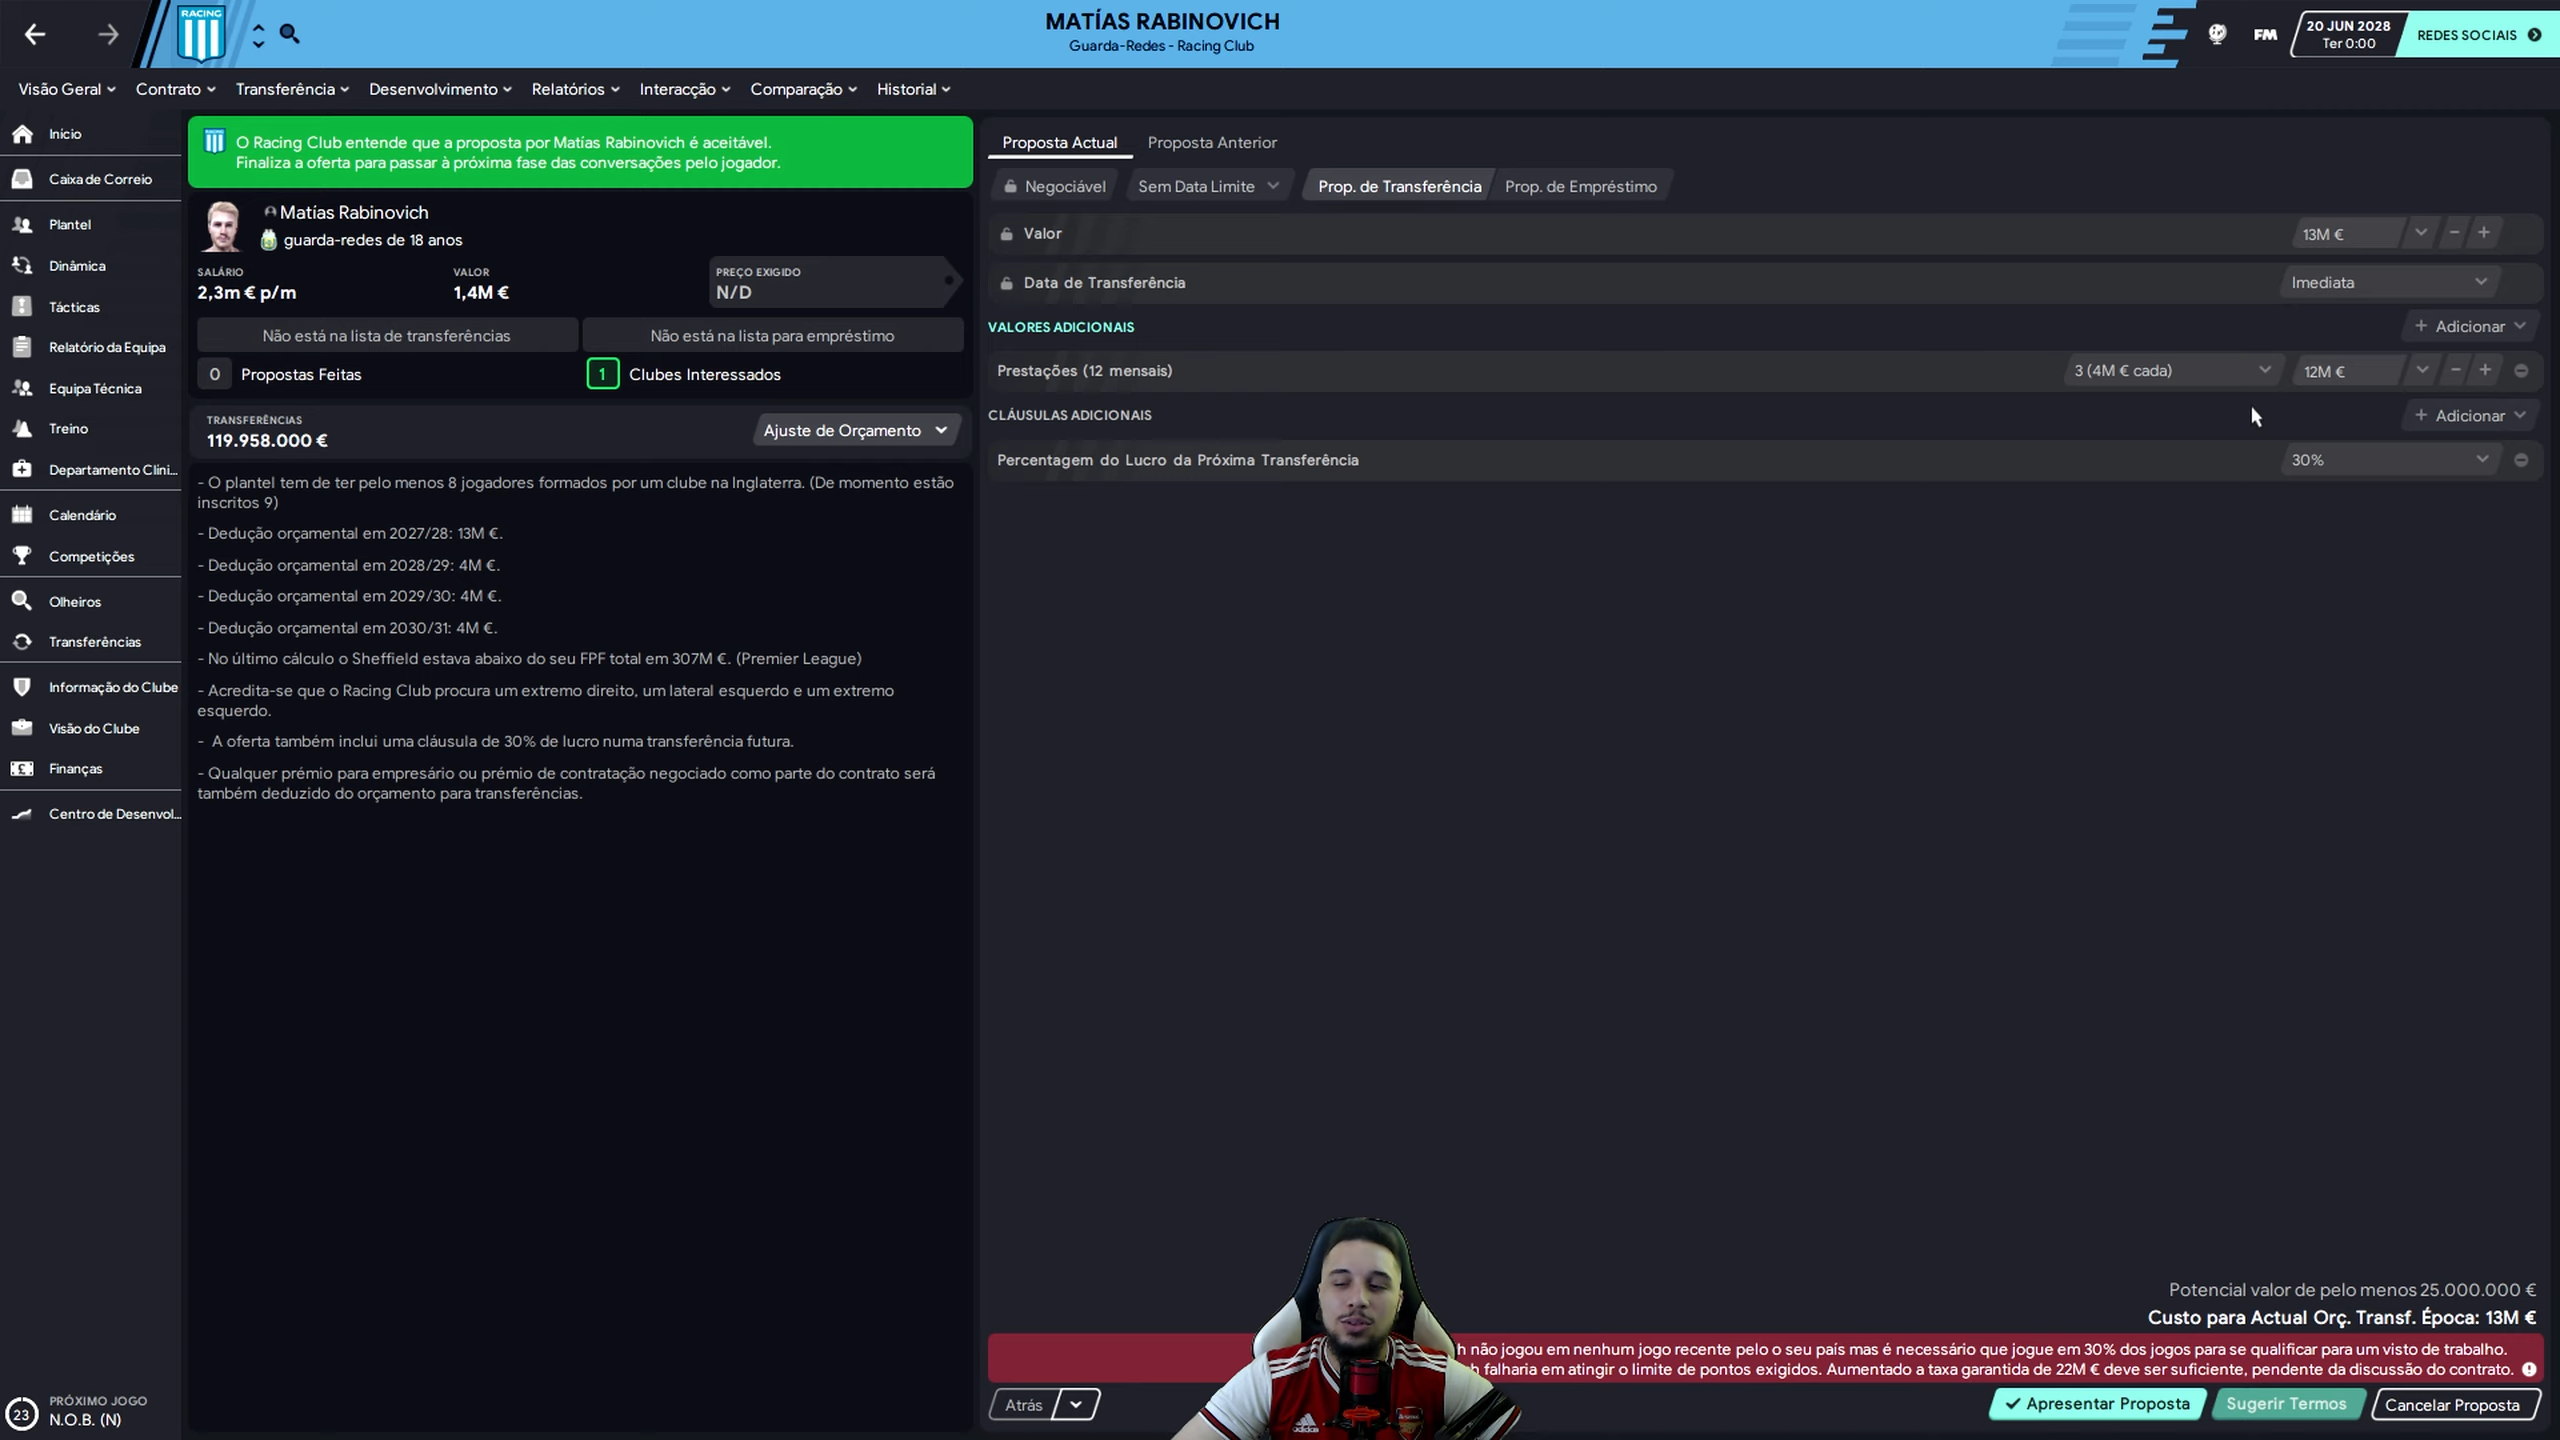 RACING
MATÍAS RABINOVICH
Guarda-Redes - Racing Club
FM
20 JUN 2028
Ter 0:00
REDES SOCIAIS
Visão Geral
Contrato
Transferência
Desenvolvimento
Relatórios
Interacção
Comparação
Historial
Início
Caixa de Correio
Plantel
Dinâmica
Tácticas
Relatório da Equipa
Equipa Técnica
Treino
Departamento Clíni...
Calendário
Competições
Olheiros
Transferências
Informação do Clube
Visão do Clube
Finanças
Centro de Desenvol...
23
PRÓXIMO JOGO
N.O.B. (N)
O Racing Club entende que a proposta por Matías Rabinovich é aceitável.
Finaliza a oferta para passar à próxima fase das conversações pelo jogador.
Matías Rabinovich
guarda-redes de 18 anos
SALÁRIO
2,3m € p/m
VALOR
1,4M €
PREÇO EXIGIDO
N/D
Não está na lista de transferências
Não está na lista para empréstimo
0 Propostas Feitas
1 Clubes Interessados
TRANSFERÊNCIAS
119.958.000 €
Ajuste de Orçamento
- O plantel tem de ter pelo menos 8 jogadores formados por um clube na Inglaterra. (De momento estão
inscritos 9)
- Dedução orçamental em 2027/28: 13M €.
- Dedução orçamental em 2028/29: 4M €.
- Dedução orçamental em 2029/30: 4M €.
- Dedução orçamental em 2030/31: 4M €.
- No último cálculo o Sheffield estava abaixo do seu FPF total em 307M €. (Premier League)
- Acredita-se que o Racing Club procura um extremo direito, um lateral esquerdo e um extremo
esquerdo.
- A oferta também inclui uma cláusula de 30% de lucro numa transferência futura.
- Qualquer prémio para empresário ou prémio de contratação negociado como parte do contrato será
também deduzido do orçamento para transferências.
Proposta Actual
Proposta Anterior
Negociável
Sem Data Limite
Prop. de Transferência
Prop. de Empréstimo
Valor
13M €
Data de Transferência
Imediata
VALORES ADICIONAIS
+ Adicionar
Prestações (12 mensais)
3 (4M € cada)
12M €
CLÁUSULAS ADICIONAIS
+ Adicionar
Percentagem do Lucro da Próxima Transferência
30%
Potencial valor de pelo menos 25.000.000 €
Custo para Actual Orç. Transf. Época: 13M €
não jogou em nenhum jogo recente pelo o seu país mas é necessário que jogue em 30% dos jogos para se qualificar para um visto de trabalho.
falharia em atingir o limite de pontos exigidos. Aumentado a taxa garantida de 22M € deve ser suficiente, pendente da discussão do contrato.
Atrás
Apresentar Proposta
Sugerir Termos
Cancelar Proposta
adidas